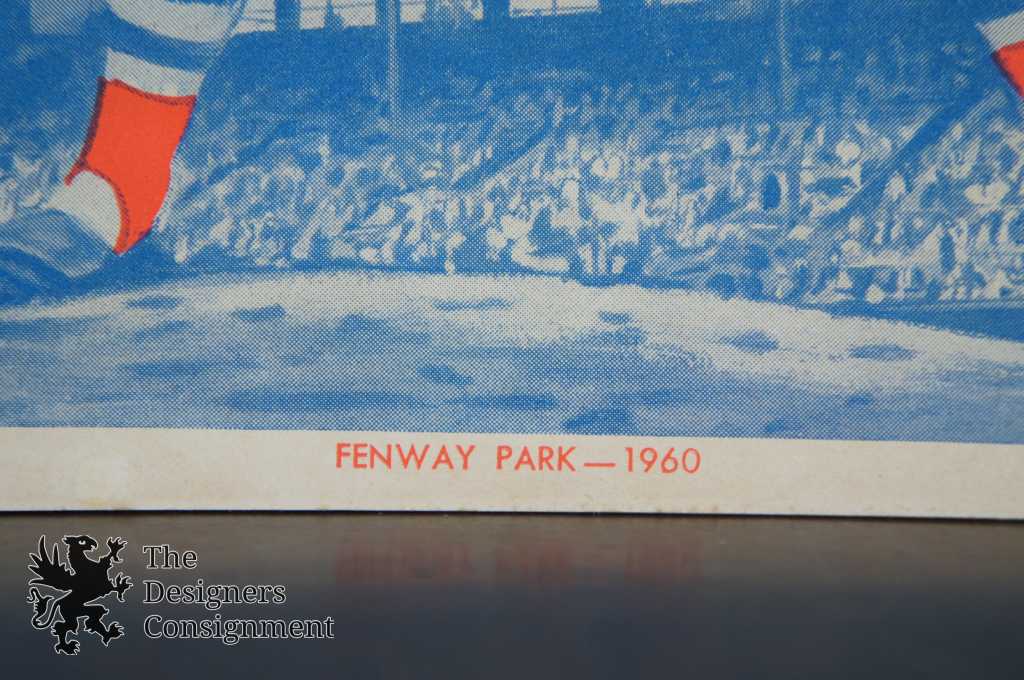 FENWAY PARK — 1960
The
Designers
Consignment